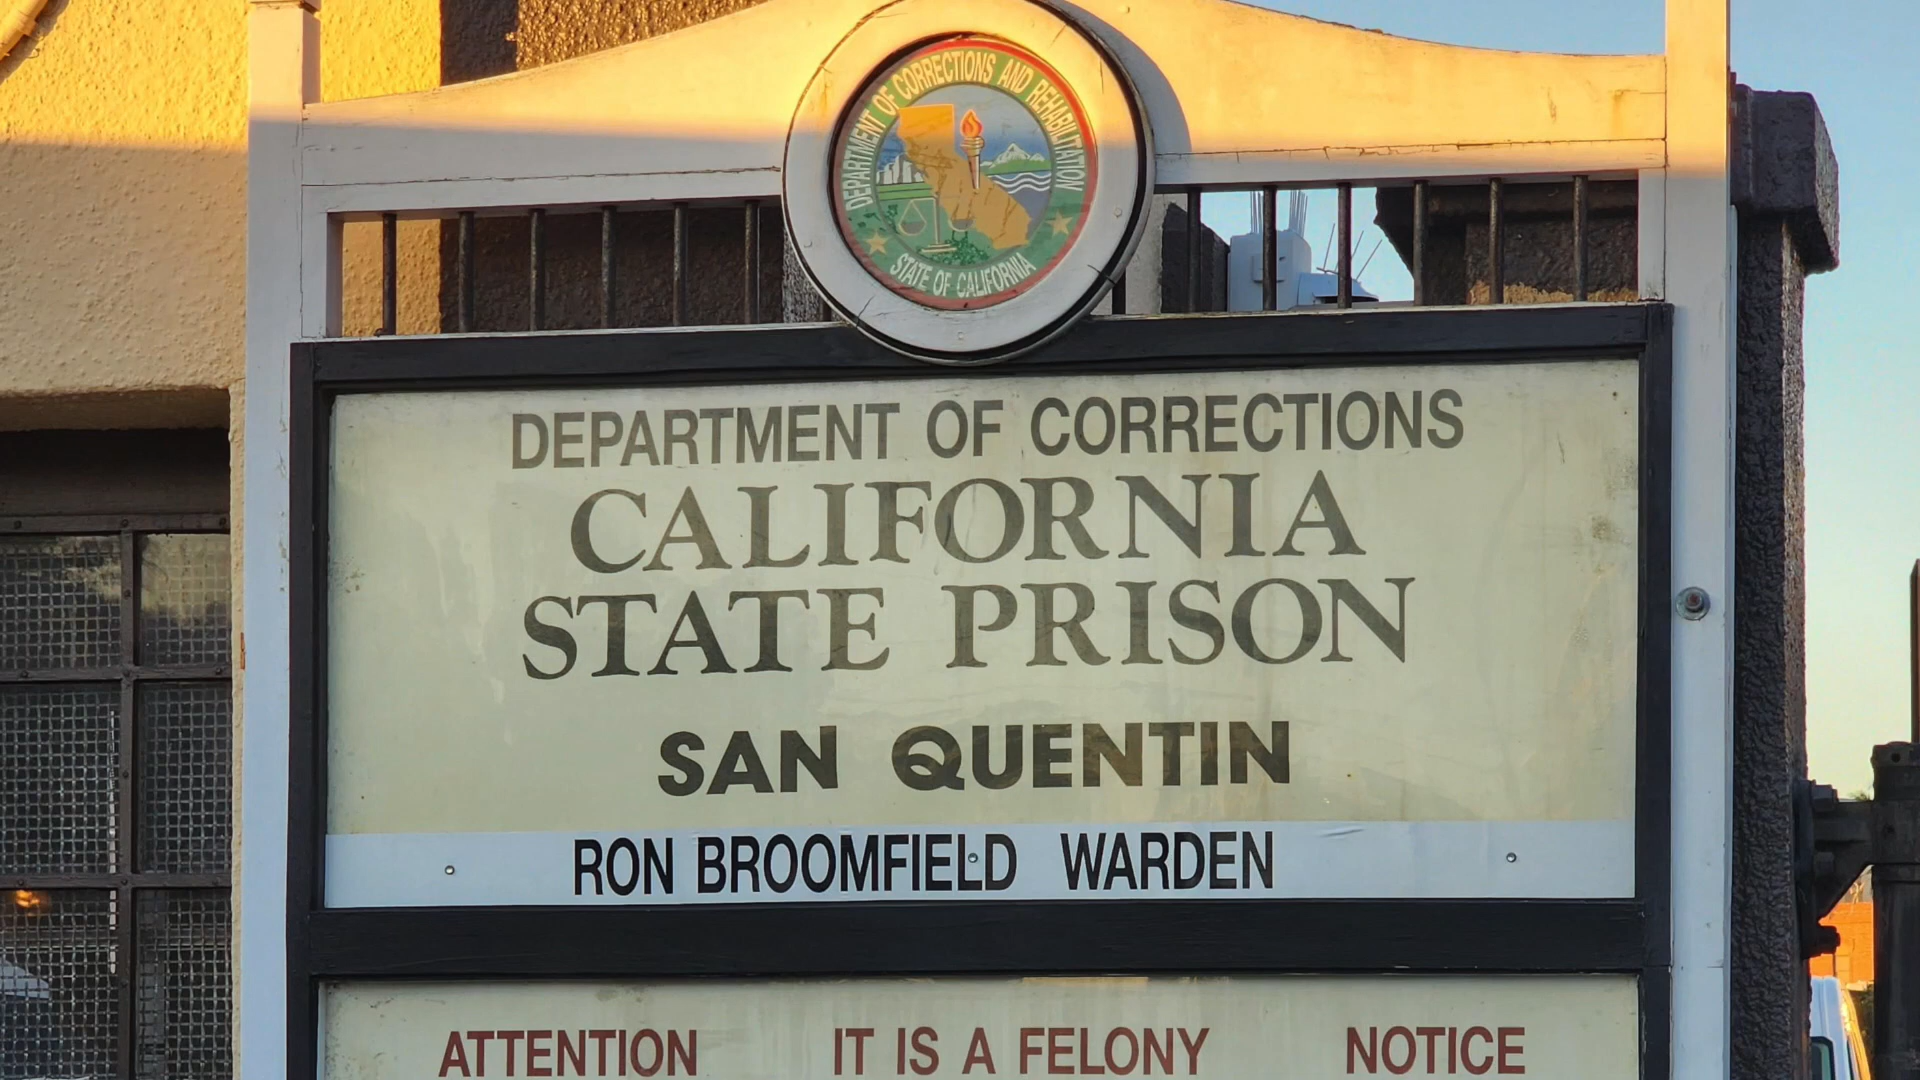 DEPARTMENT OF CORRECTIONS AND REHABILITATION
STATE OF CALIFORNIA
DEPARTMENT OF CORRECTIONS
CALIFORNIA
STATE PRISON
SAN QUENTIN
RON BROOMFIELD WARDEN
ATTENTION IT IS A FELONY NOTICE